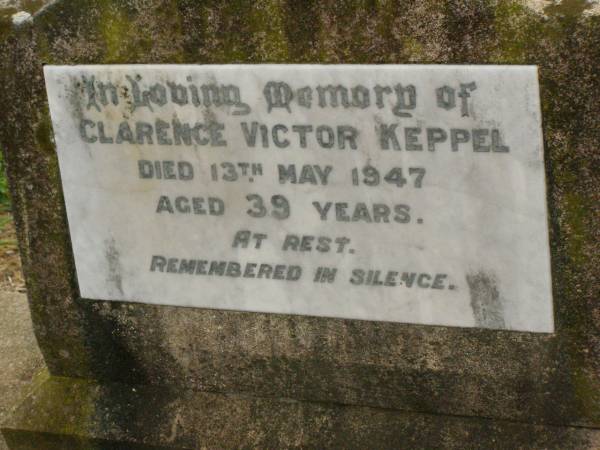 In Loving Memory of
CLARENCE VICTOR KEPPEL
DIED 13TH. MAY 1947
AGED 39 YEARS.
AT REST.
REMEMBERED IN SILENCE.